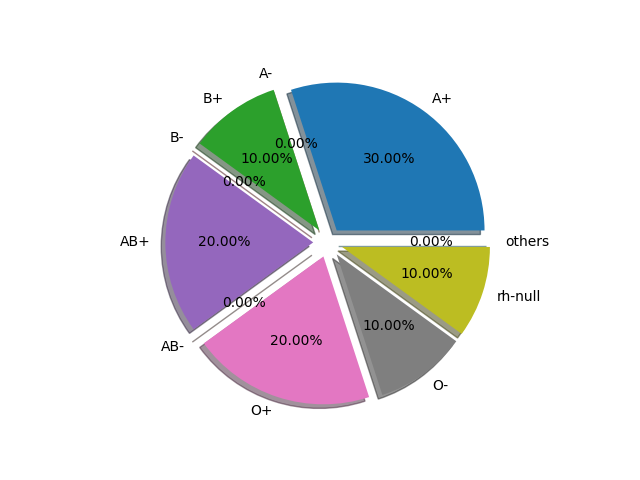 A-
B+
A+
0.00%
10.00%
30.00%
B-
0.00%
AB+
20.00%
0.00%
others
10.00%
rh-null
0.00%
10.00%
AB-
20.00%
O-
O+